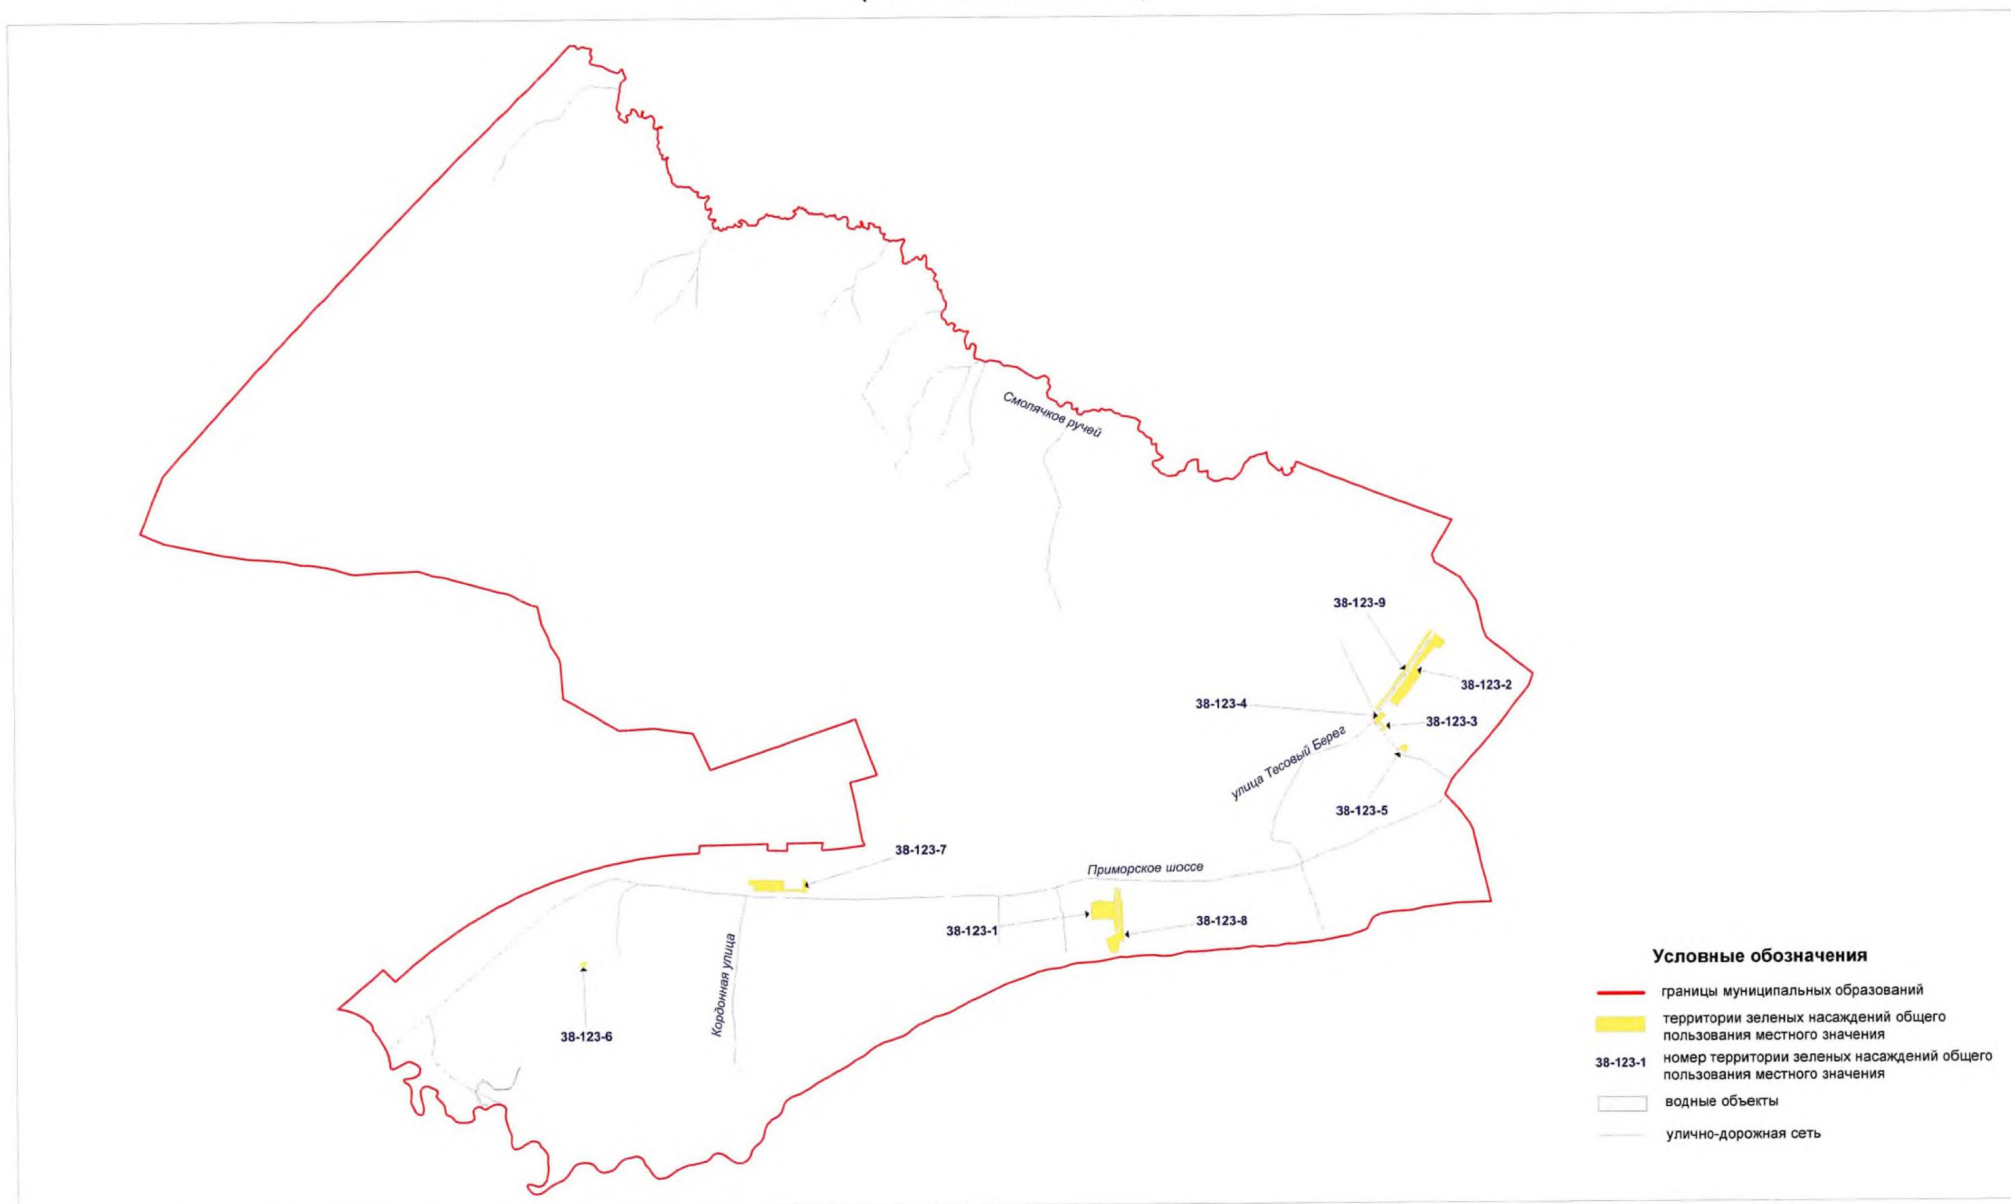 Смолячков ручей
38-123-9
38-123-2
38-123-4
38-123-3
улица Тесовый Берег
38-123-5
38-123-7
Приморское шоссе
38-123-1
38-123-8
Кордонная улица
38-123-6
Условные обозначения
границы муниципальных образований
территории зеленых насаждений общего
пользования местного значения
38-123-1 номер территории зеленых насаждений общего
пользования местного значения
водные объекты
улично-дорожная сеть